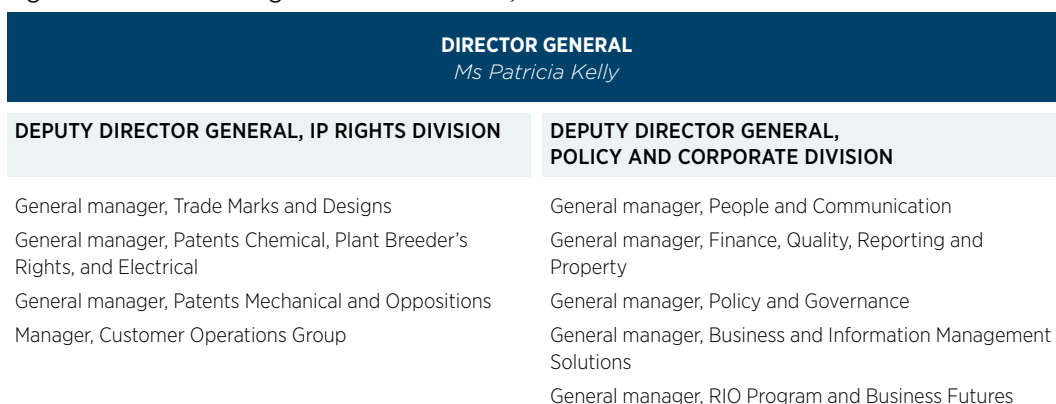 DIRECTOR GENERAL
Ms Patricia Kelly
DEPUTY DIRECTOR GENERAL, IP RIGHTS DIVISION
General manager, Trade Marks and Designs
General manager, Patents Chemical, Plant Breeder's
Rights, and Electrical
General manager, Patents Mechanical and Oppositions
Manager, Customer Operations Group
DEPUTY DIRECTOR GENERAL,
POLICY AND CORPORATE DIVISION
General manager, People and Communication
General manager, Finance, Quality, Reporting and
Property
General manager, Policy and Governance
General manager, Business and Information Management
Solutions
General manager, RIO Program and Business Futures